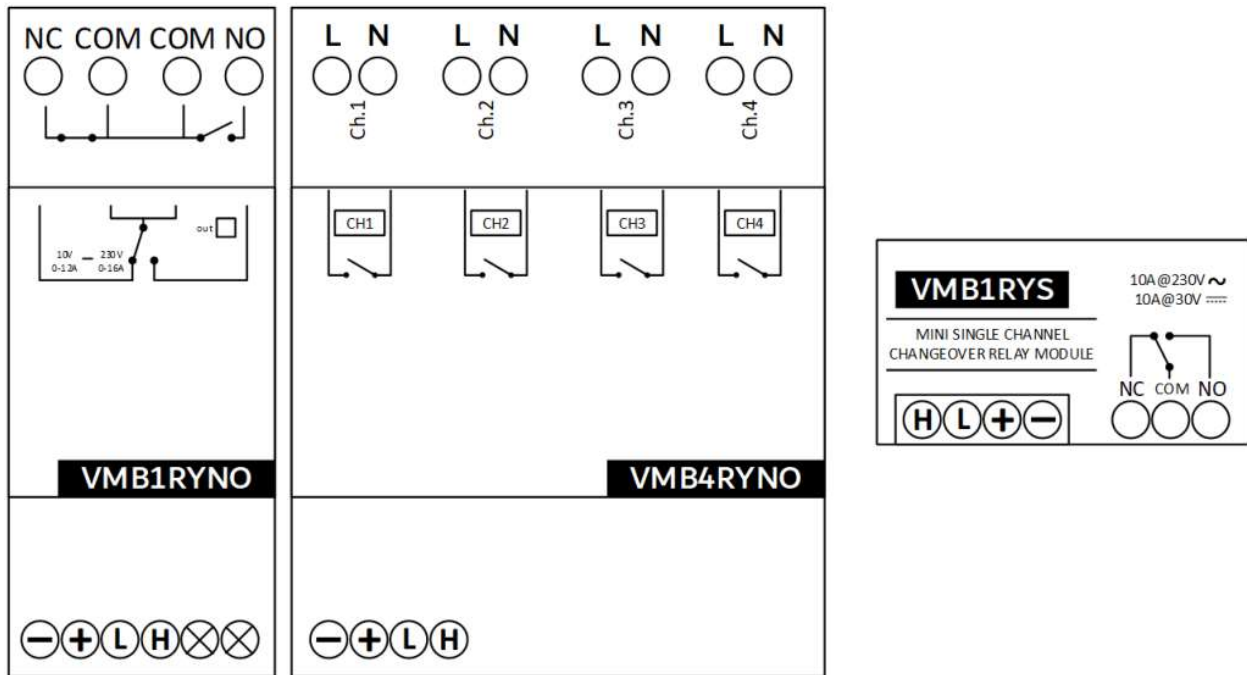 NC COM COM NO
out
10V — 230V
0-12A 0-16A
VMB1RYNO
− + L H
L N L N L N L N
Ch.1 Ch.2 Ch.3 Ch.4
CH1 CH2 CH3 CH4
VMB4RYNO
− + L H
VMB1RYS
10A@230V ~
10A@30V ⎓
MINI SINGLE CHANNEL
CHANGEOVER RELAY MODULE
NC COM NO
H L + −